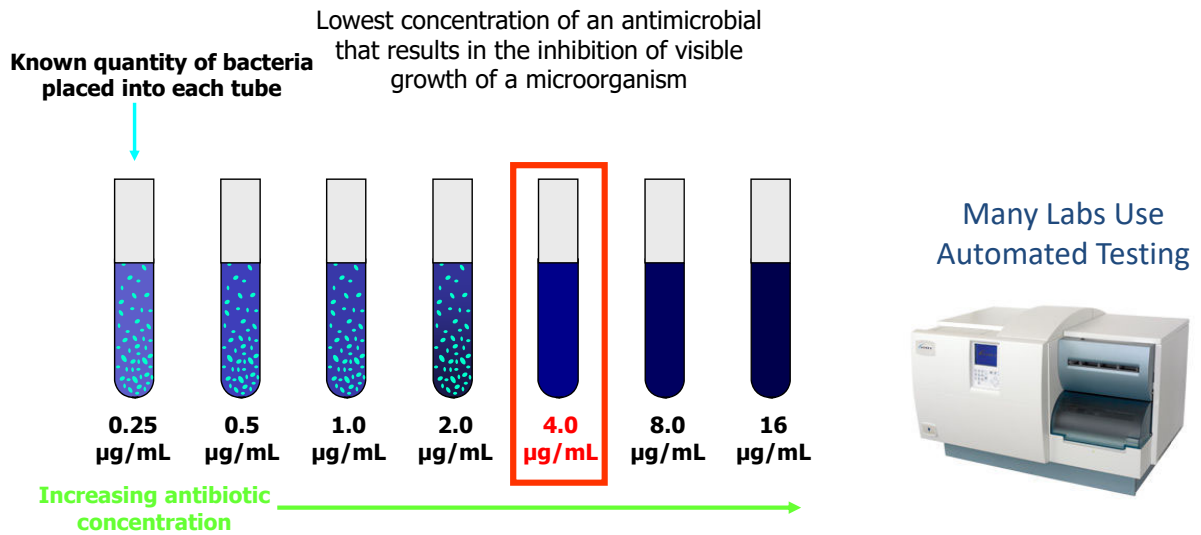 Lowest concentration of an antimicrobial
that results in the inhibition of visible
growth of a microorganism
Known quantity of bacteria
placed into each tube
Many Labs Use
Automated Testing
0.25
µg/mL
0.5
µg/mL
1.0
µg/mL
2.0
µg/mL
4.0
µg/mL
8.0
µg/mL
16
µg/mL
Increasing antibiotic
concentration